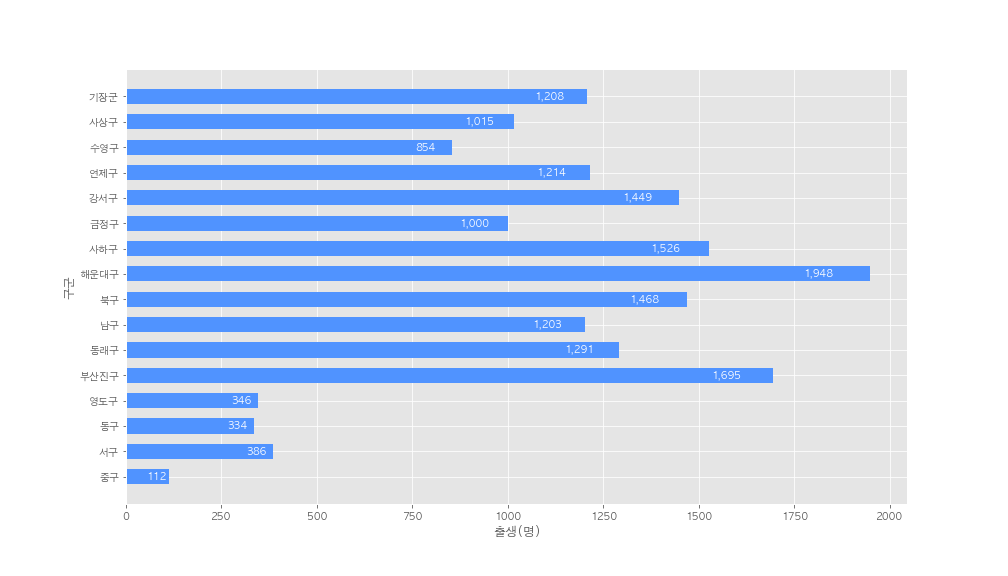 구군
기장군 1,208
사상구 1,015
수영구 854
연제구 1,214
강서구 1,449
금정구 1,000
사하구 1,526
해운대구 1,948
북구 1,468
남구 1,203
동래구 1,291
부산진구 1,695
영도구 346
동구 334
서구 386
중구 112
0 250 500 750 1000 1250 1500 1750 2000
출생(명)